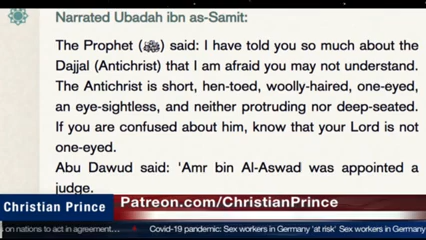 Narrated Ubadah ibn as-Samit:
The Prophet (ﷺ) said: I have told you so much about the
Dajjal (Antichrist) that I am afraid you may not understand.
The Antichrist is short, hen-toed, woolly-haired, one-eyed,
an eye-sightless, and neither protruding nor deep-seated.
If you are confused about him, know that your Lord is not
one-eyed.
Abu Dawud said: 'Amr bin Al-Aswad was appointed a
judge.
Christian Prince
Patreon.com/ChristianPrince
s on nations to act in agreement...
Covid-19 pandemic: Sex workers in Germany 'at risk' Sex workers in Germany